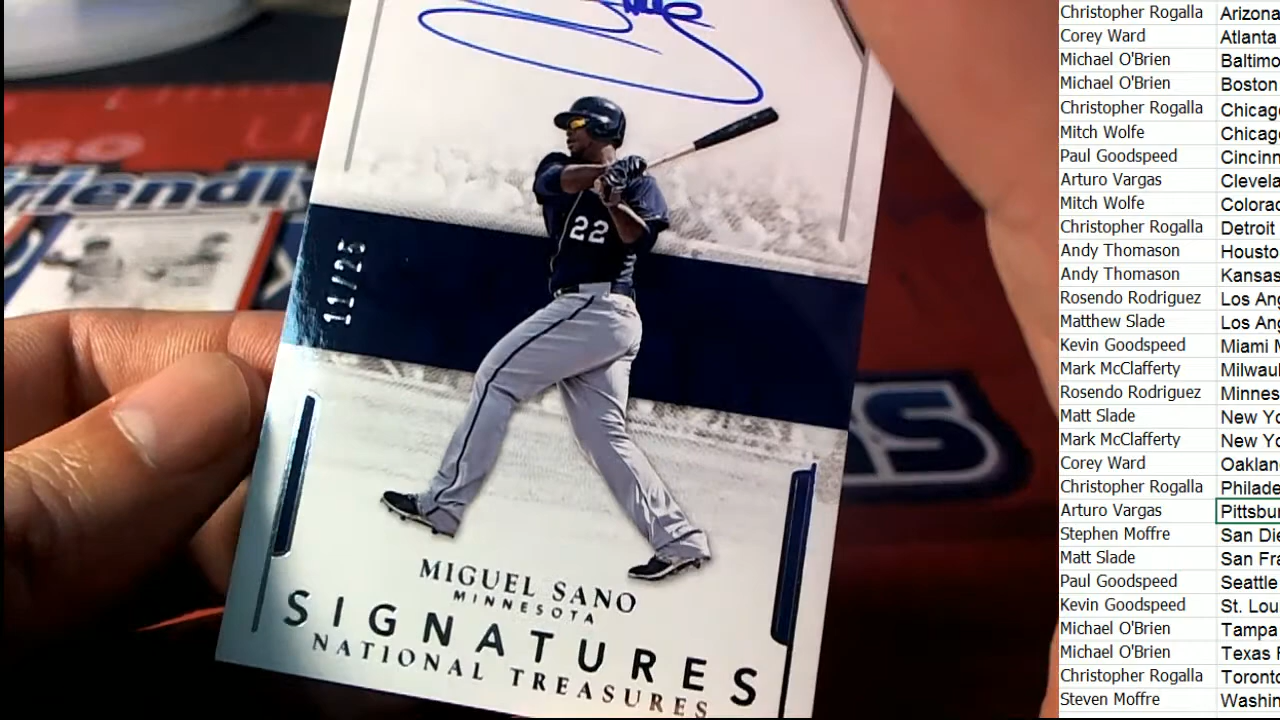 Christopher Rogalla Arizona
Corey Ward Atlanta
Michael O'Brien Baltimo
Michael O'Brien Boston
Christopher Rogalla Chicag
Mitch Wolfe Chicag
Paul Goodspeed Cincinn
Arturo Vargas Clevela
Mitch Wolfe Colorad
Christopher Rogalla Detroit
Andy Thomason Housto
Andy Thomason Kansas
Rosendo Rodriguez Los Ang
Matthew Slade Los Ang
Kevin Goodspeed Miami M
Mark McClafferty Milwau
Rosendo Rodriguez Minnes
Matt Slade New Yo
Mark McClafferty New Yo
Corey Ward Oaklan
Christopher Rogalla Philade
Arturo Vargas Pittsbur
Stephen Moffre San Die
Matt Slade San Fra
Paul Goodspeed Seattle
Kevin Goodspeed St. Lou
Michael O'Brien Tampa
Michael O'Brien Texas
Christopher Rogalla Toronto
Steven Moffre Washin
friendly
22
11/25
MIGUEL SANO
MINNESOTA
SIGNATURES
NATIONAL TREASURES